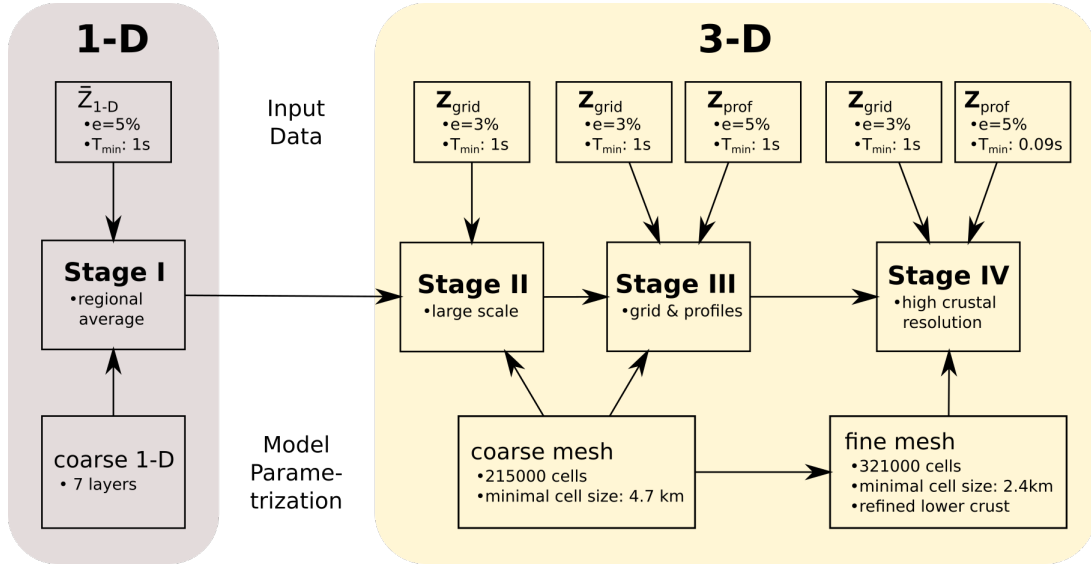 1-D
3-D
Z̄1-D
•e=5%
•Tmin: 1s
Input
Data
Zgrid
•e=3%
•Tmin: 1s
Zgrid
•e=3%
•Tmin: 1s
Zprof
•e=5%
•Tmin: 1s
Zgrid
•e=3%
•Tmin: 1s
Zprof
•e=5%
•Tmin: 0.09s
Stage I
•regional
average
Stage II
•large scale
Stage III
•grid & profiles
Stage IV
•high crustal
resolution
coarse 1-D
• 7 layers
Model
Parame-
trization
coarse mesh
•215000 cells
•minimal cell size: 4.7 km
fine mesh
•321000 cells
•minimal cell size: 2.4km
•refined lower crust